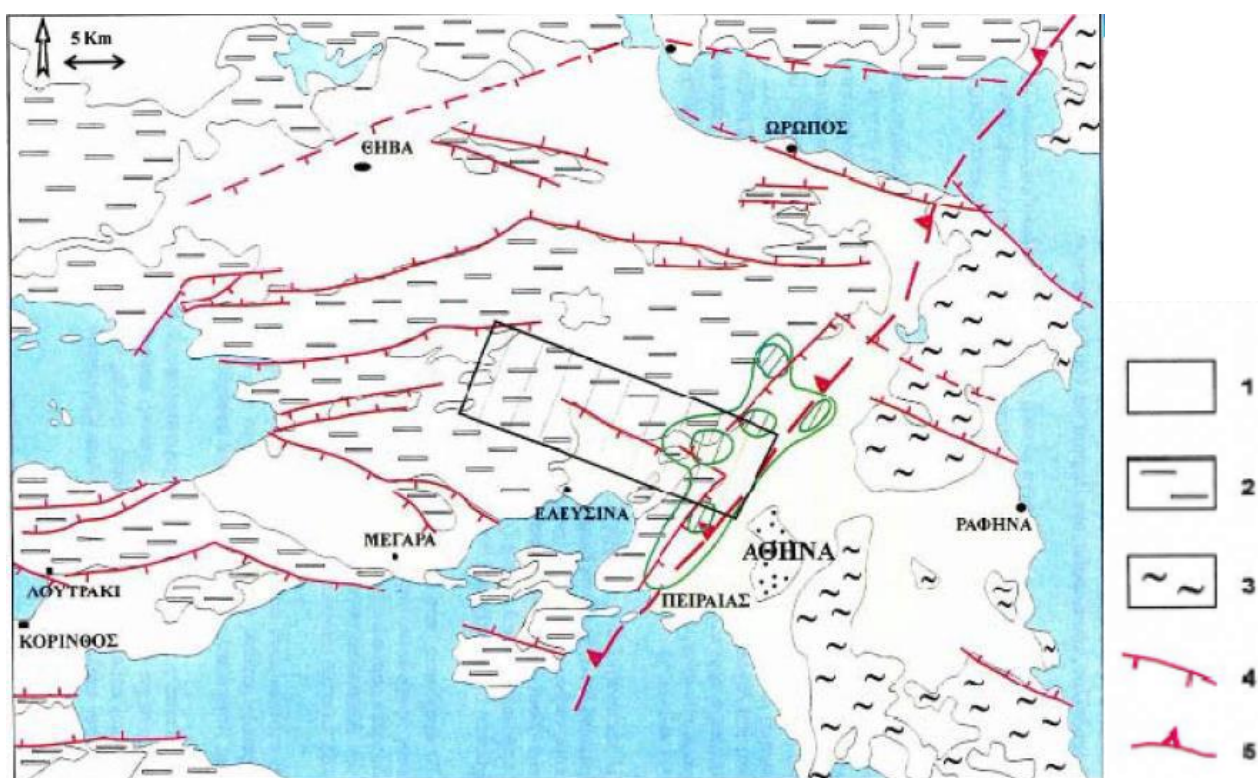 5 Km
ΩΡΩΠΟΣ
ΘΗΒΑ
1
2
ΕΛΕΥΣΙΝΑ
ΡΑΦΗΝΑ
ΜΕΓΑΡΑ
ΑΘΗΝΑ
ΛΟΥΤΡΑΚΙ
ΠΕΙΡΑΙΑΣ
3
ΚΟΡΙΝΘΟΣ
4
5